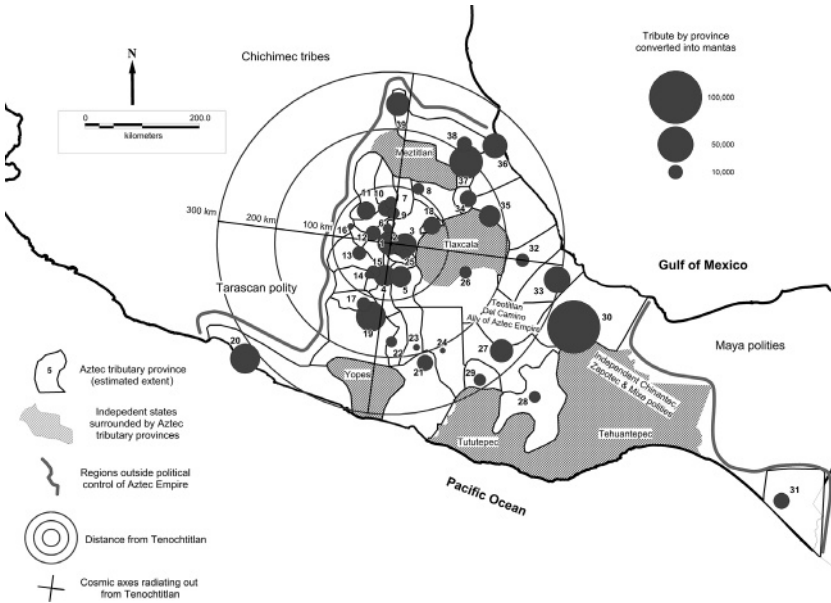 Chichimec tribes
N
0
200.0
kilometers
Tribute by province
converted into mantas
100,000
50,000
10,000
39
38
36
Meztitlan
37
11
10
7
8
34
35
9
18
300 km
200 km
100 km
16
6
12
3
Tlaxcala
1
2
32
13
25
Gulf of Mexico
15
14
26
33
Tarascan polity
4
5
17
Teotitlan
Del Camino
Ally of Aztec Empire
30
19
Maya polities
20
22
23
24
27
21
Independant Chinantec,
Zapotec & Mixe polities
5
Aztec tributary province
(estimated extent)
Yopes
29
28
Indepedent states
surrounded by Aztec
tributary provinces
Tututepec
Tehuantepec
Regions outside political
control of Aztec Empire
Pacific Ocean
31
Distance from Tenochtitlan
Cosmic axes radiating out
from Tenochtitlan